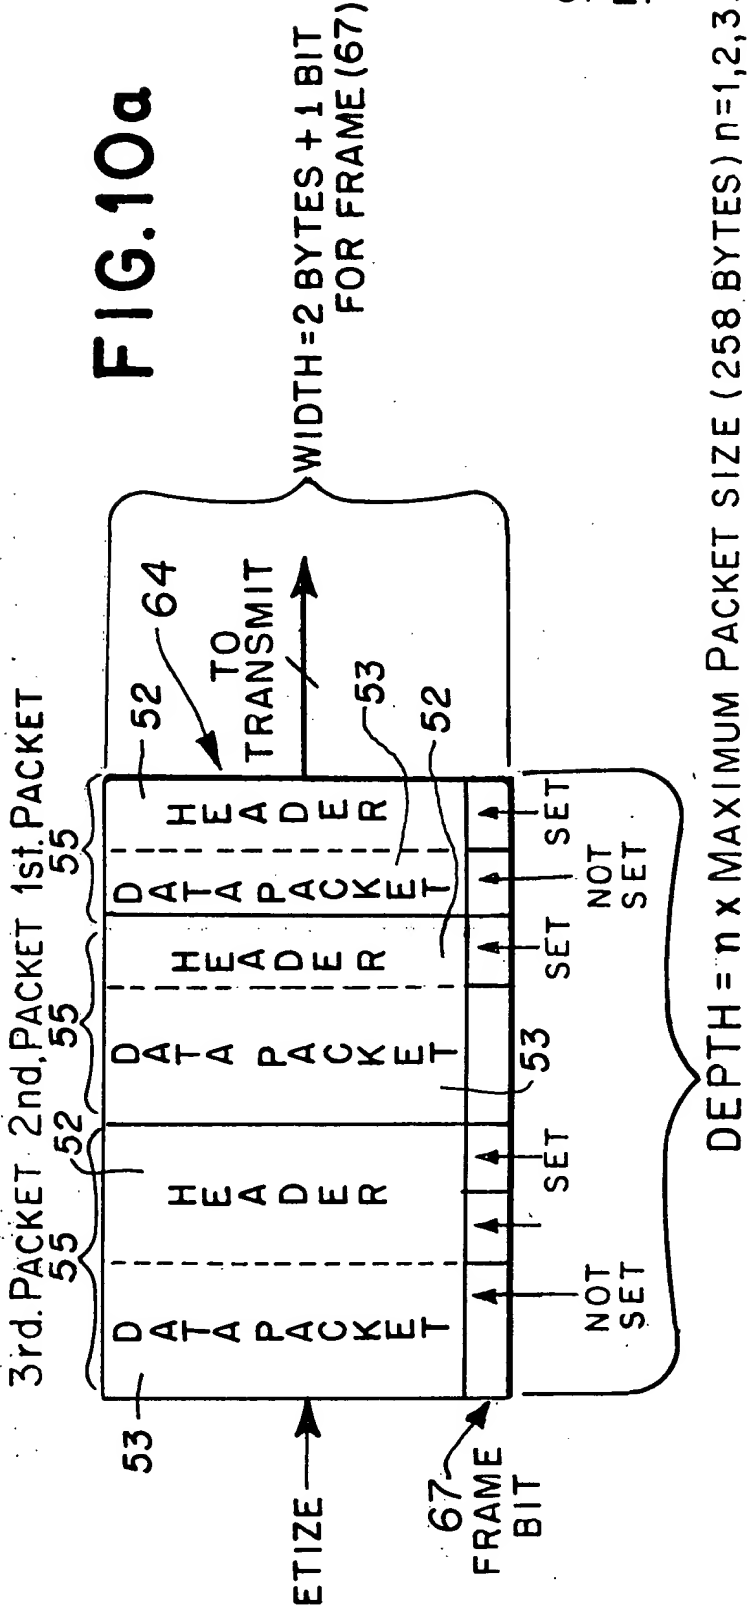 FIG.10a
3rd.PACKET 2nd.PACKET 1st.PACKET
55
55
55
52
52
64
TO
TRANSMIT
WIDTH=2 BYTES+1 BIT
FOR FRAME(67)
53
DATA PACKET
HEADER
DATA PACKET
HEADER
DATA PACKET
HEADER
53
52
53
ETIZE
67
FRAME
BIT
NOT
SET
SET
SET
NOT
SET
SET
DEPTH = n x MAXIMUM PACKET SIZE (258 BYTES) n=1,2,3